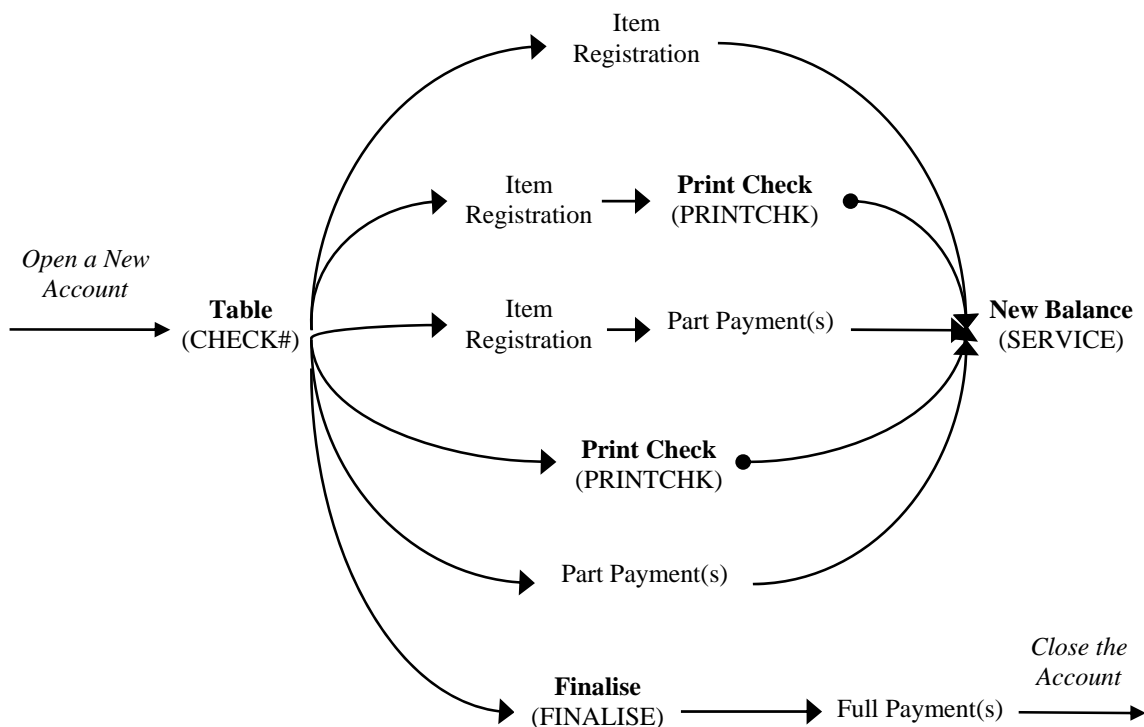 Item
Registration
Item
Registration
Print Check
(PRINTCHK)
Open a New
Account
Table
(CHECK#)
Item
Registration
Part Payment(s)
New Balance
(SERVICE)
Print Check
(PRINTCHK)
Part Payment(s)
Finalise
(FINALISE)
Full Payment(s)
Close the
Account